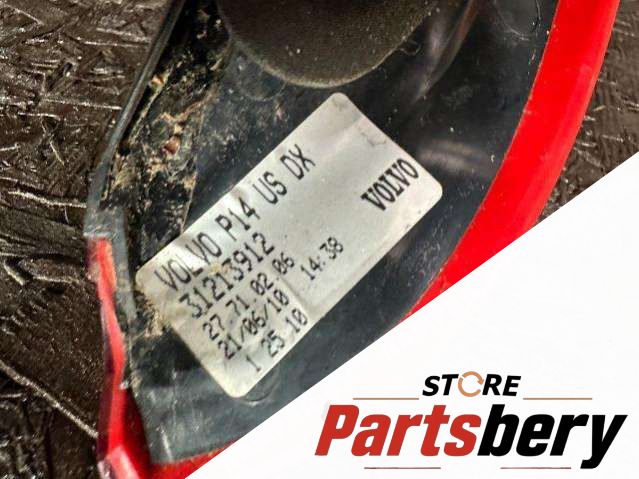 VOLVO P14 US DX
31213912
27.71.02.06
21/06/10 14:38
1 25 10
VOLVO
STORE
Partsbery